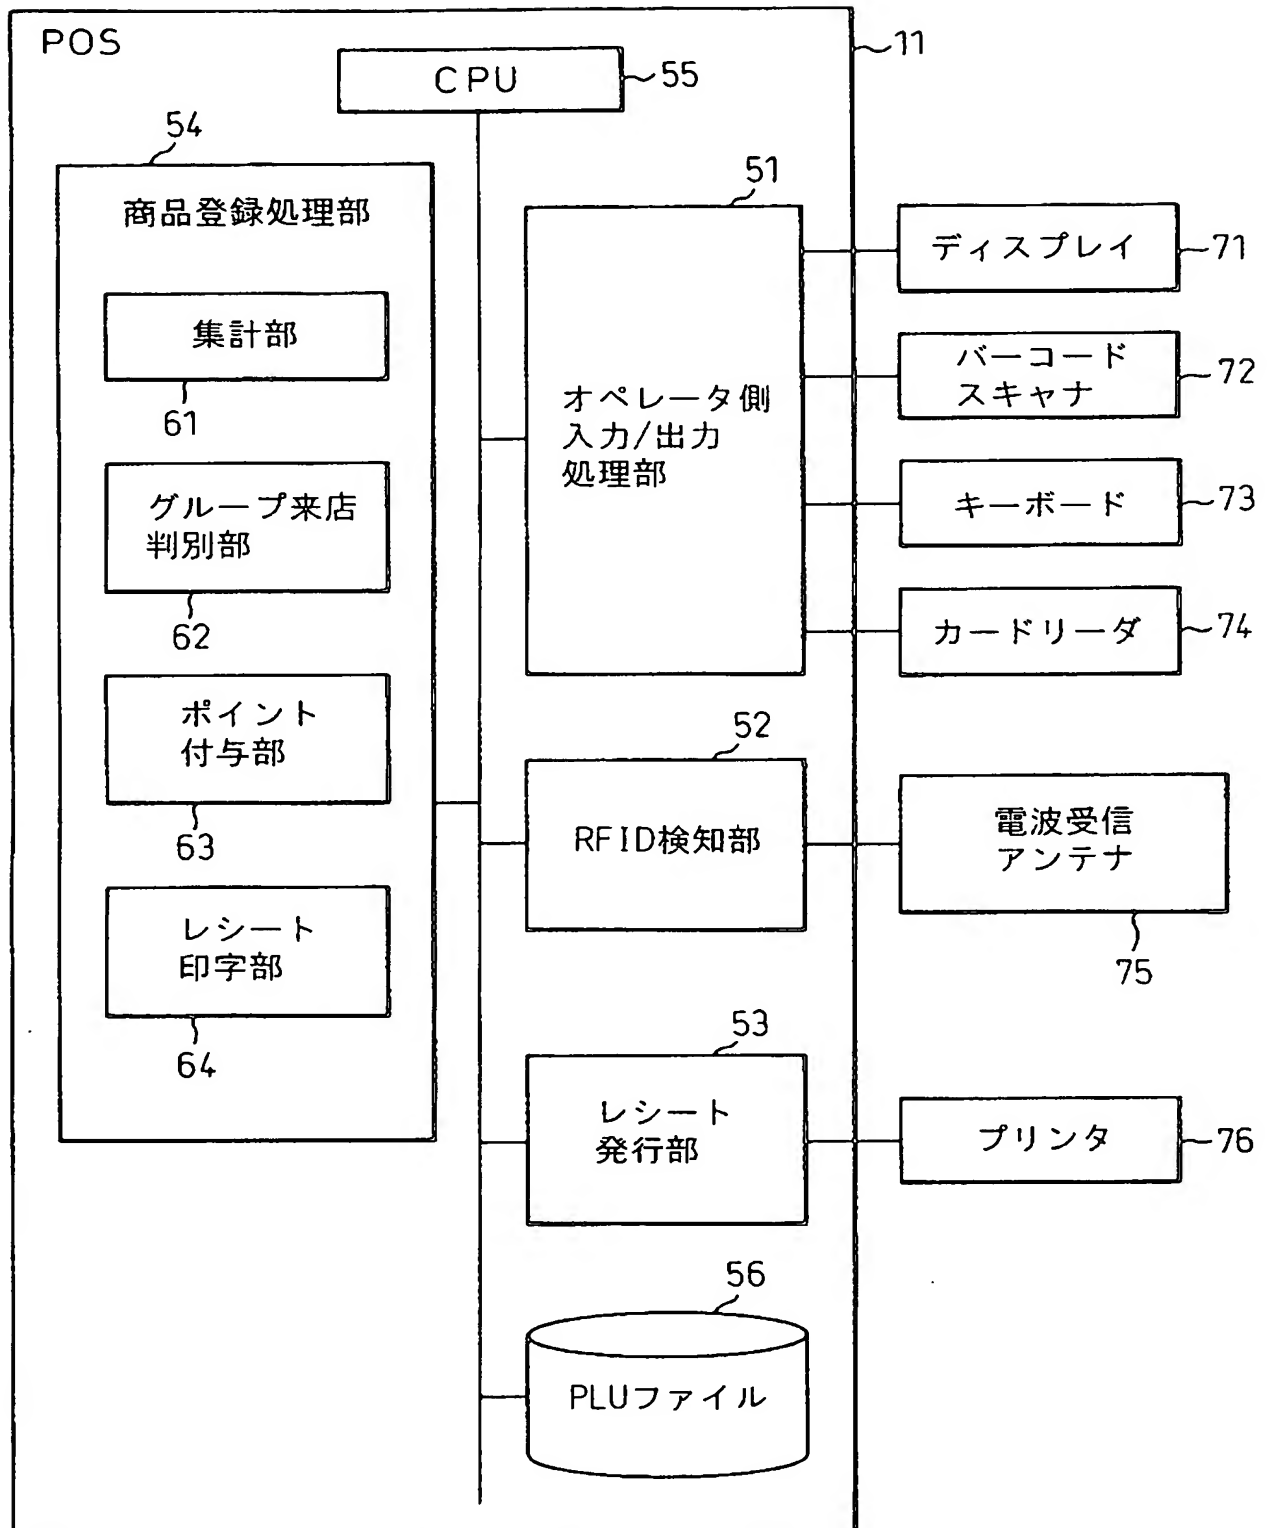 POS
11
CPU
55
54
商品登録処理部
集計部
61
グループ来店
判別部
62
ポイント
付与部
63
レシート
印字部
64
51
オペレータ側
入力/出力
処理部
ディスプレイ
71
バーコード
スキャナ
72
キーボード
73
カードリーダ
74
52
RFID検知部
電波受信
アンテナ
75
53
レシート
発行部
プリンタ
76
56
PLUファイル